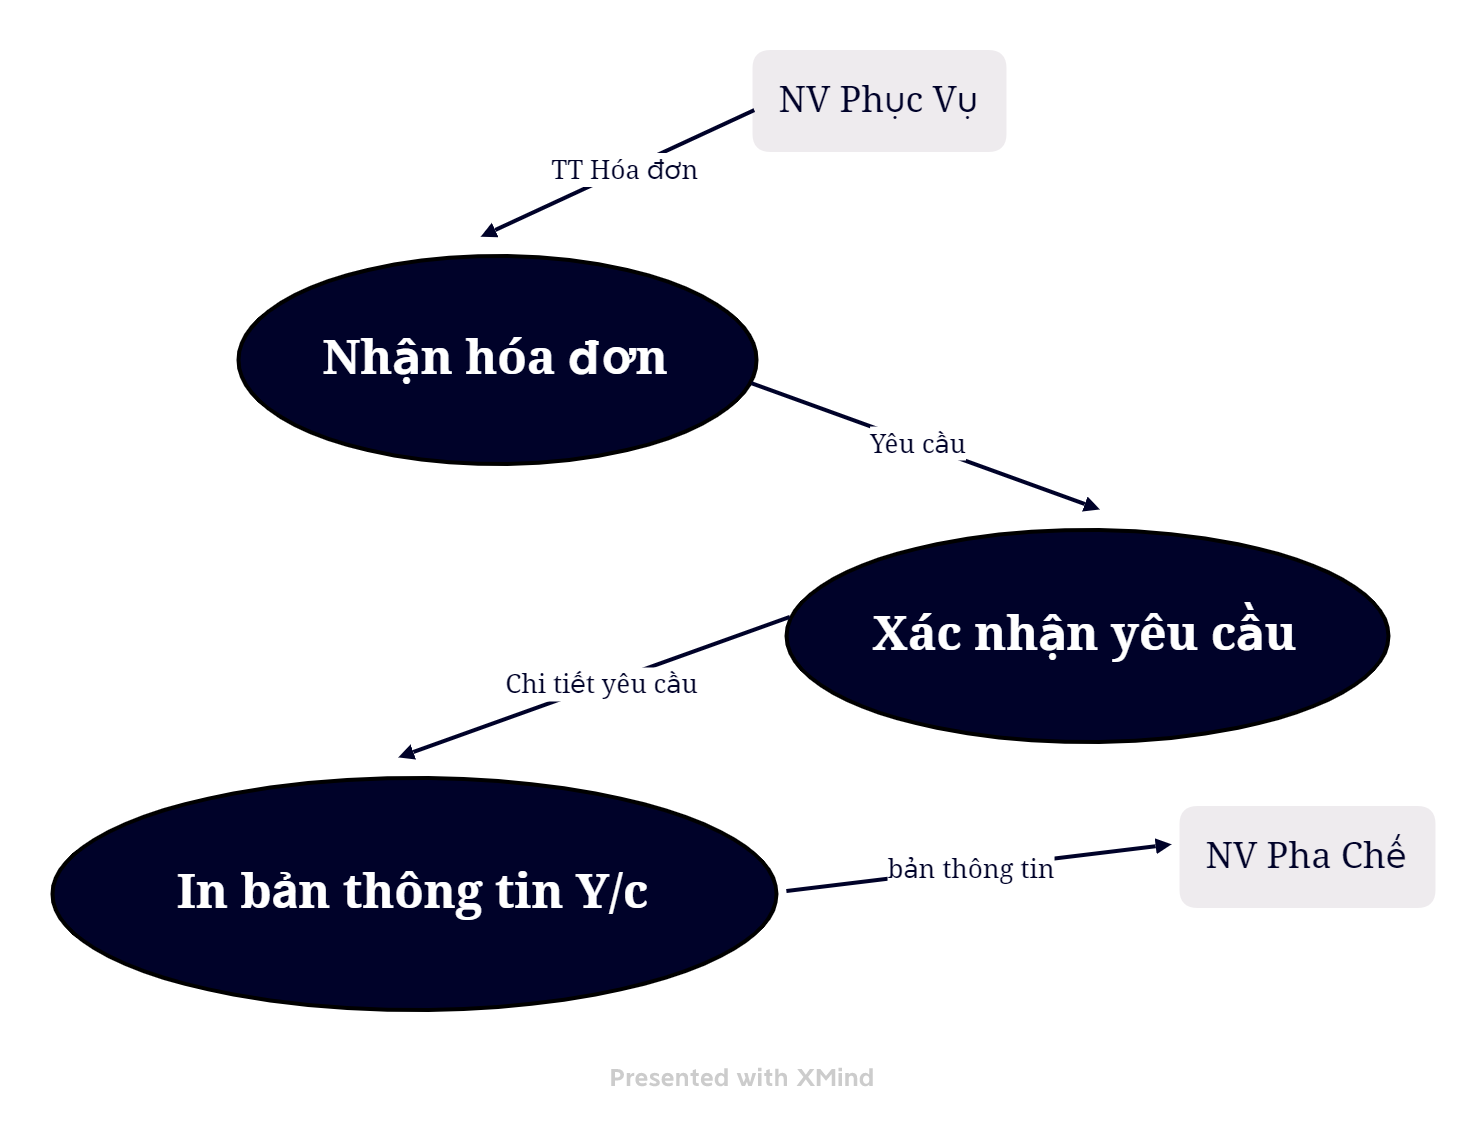 NV Phục Vụ
TT Hóa đơn
Nhận hóa đơn
Yêu cầu
Xác nhận yêu cầu
Chi tiết yêu cầu
In bản thông tin Y/c
bản thông tin
NV Pha Chế
Presented with XMind